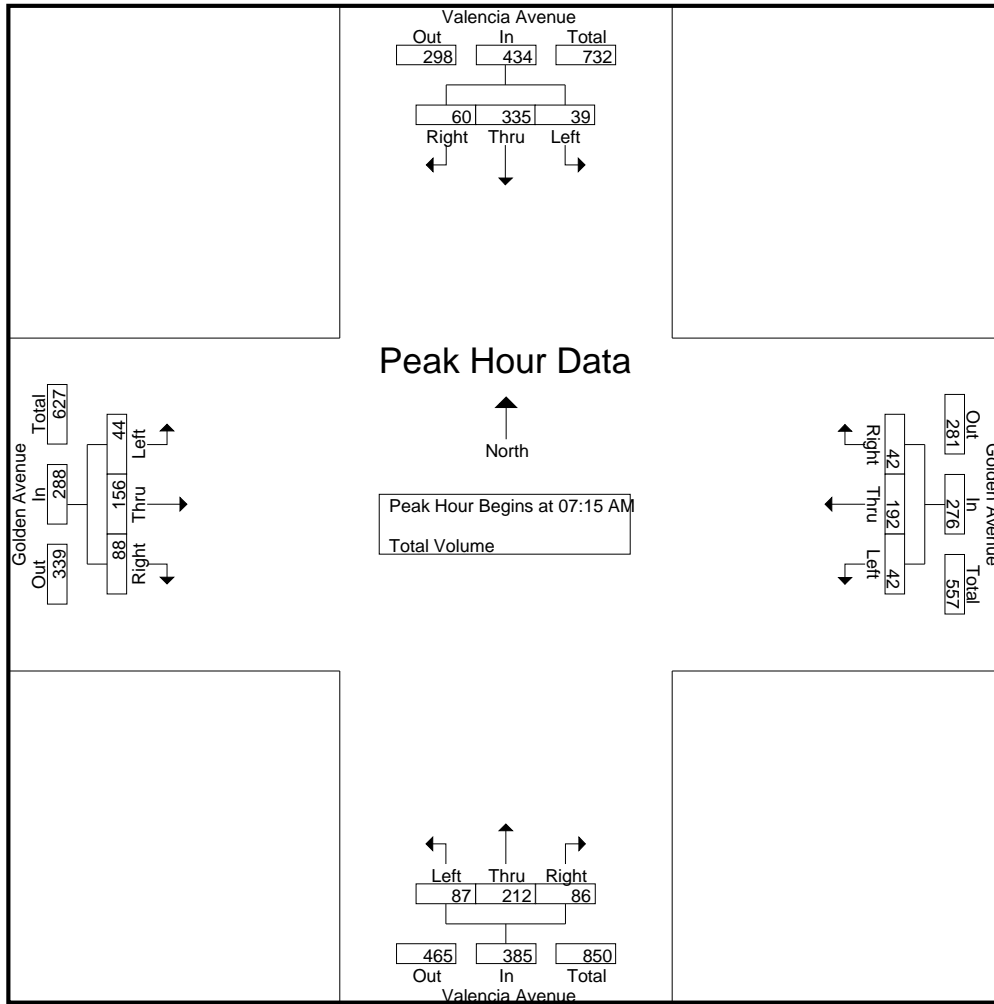 Valencia Avenue
Out In Total
298 434 732
60 335 39
Right Thru Left
Peak Hour Data
North
Peak Hour Begins at 07:15 AM
Total Volume
Golden Avenue
Out In Total
339 288 627
Right Thru Left
88 156 44
Golden Avenue
Out In Total
281 276 557
Right Thru Left
42 192 42
Left Thru Right
87 212 86
465 385 850
Out In Total
Valencia Avenue